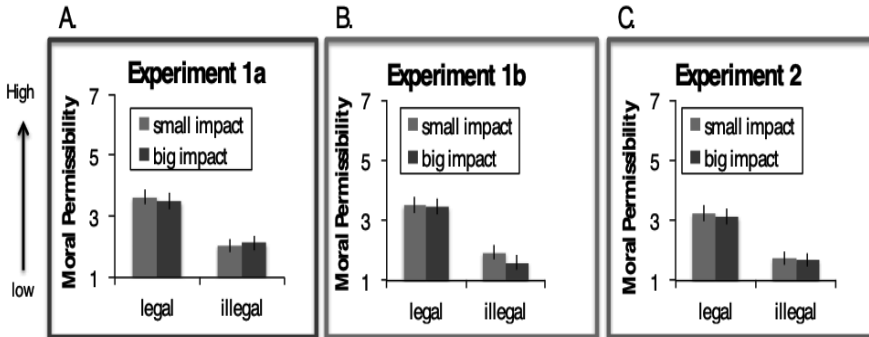 A.
Experiment 1a
High
low
Moral Permissibility
7
5
3
1
small impact
big impact
legal illegal
B.
Experiment 1b
Moral Permissibility
7
5
3
1
small impact
big impact
legal illegal
C.
Experiment 2
Moral Permissibility
7
5
3
1
small impact
big impact
legal illegal